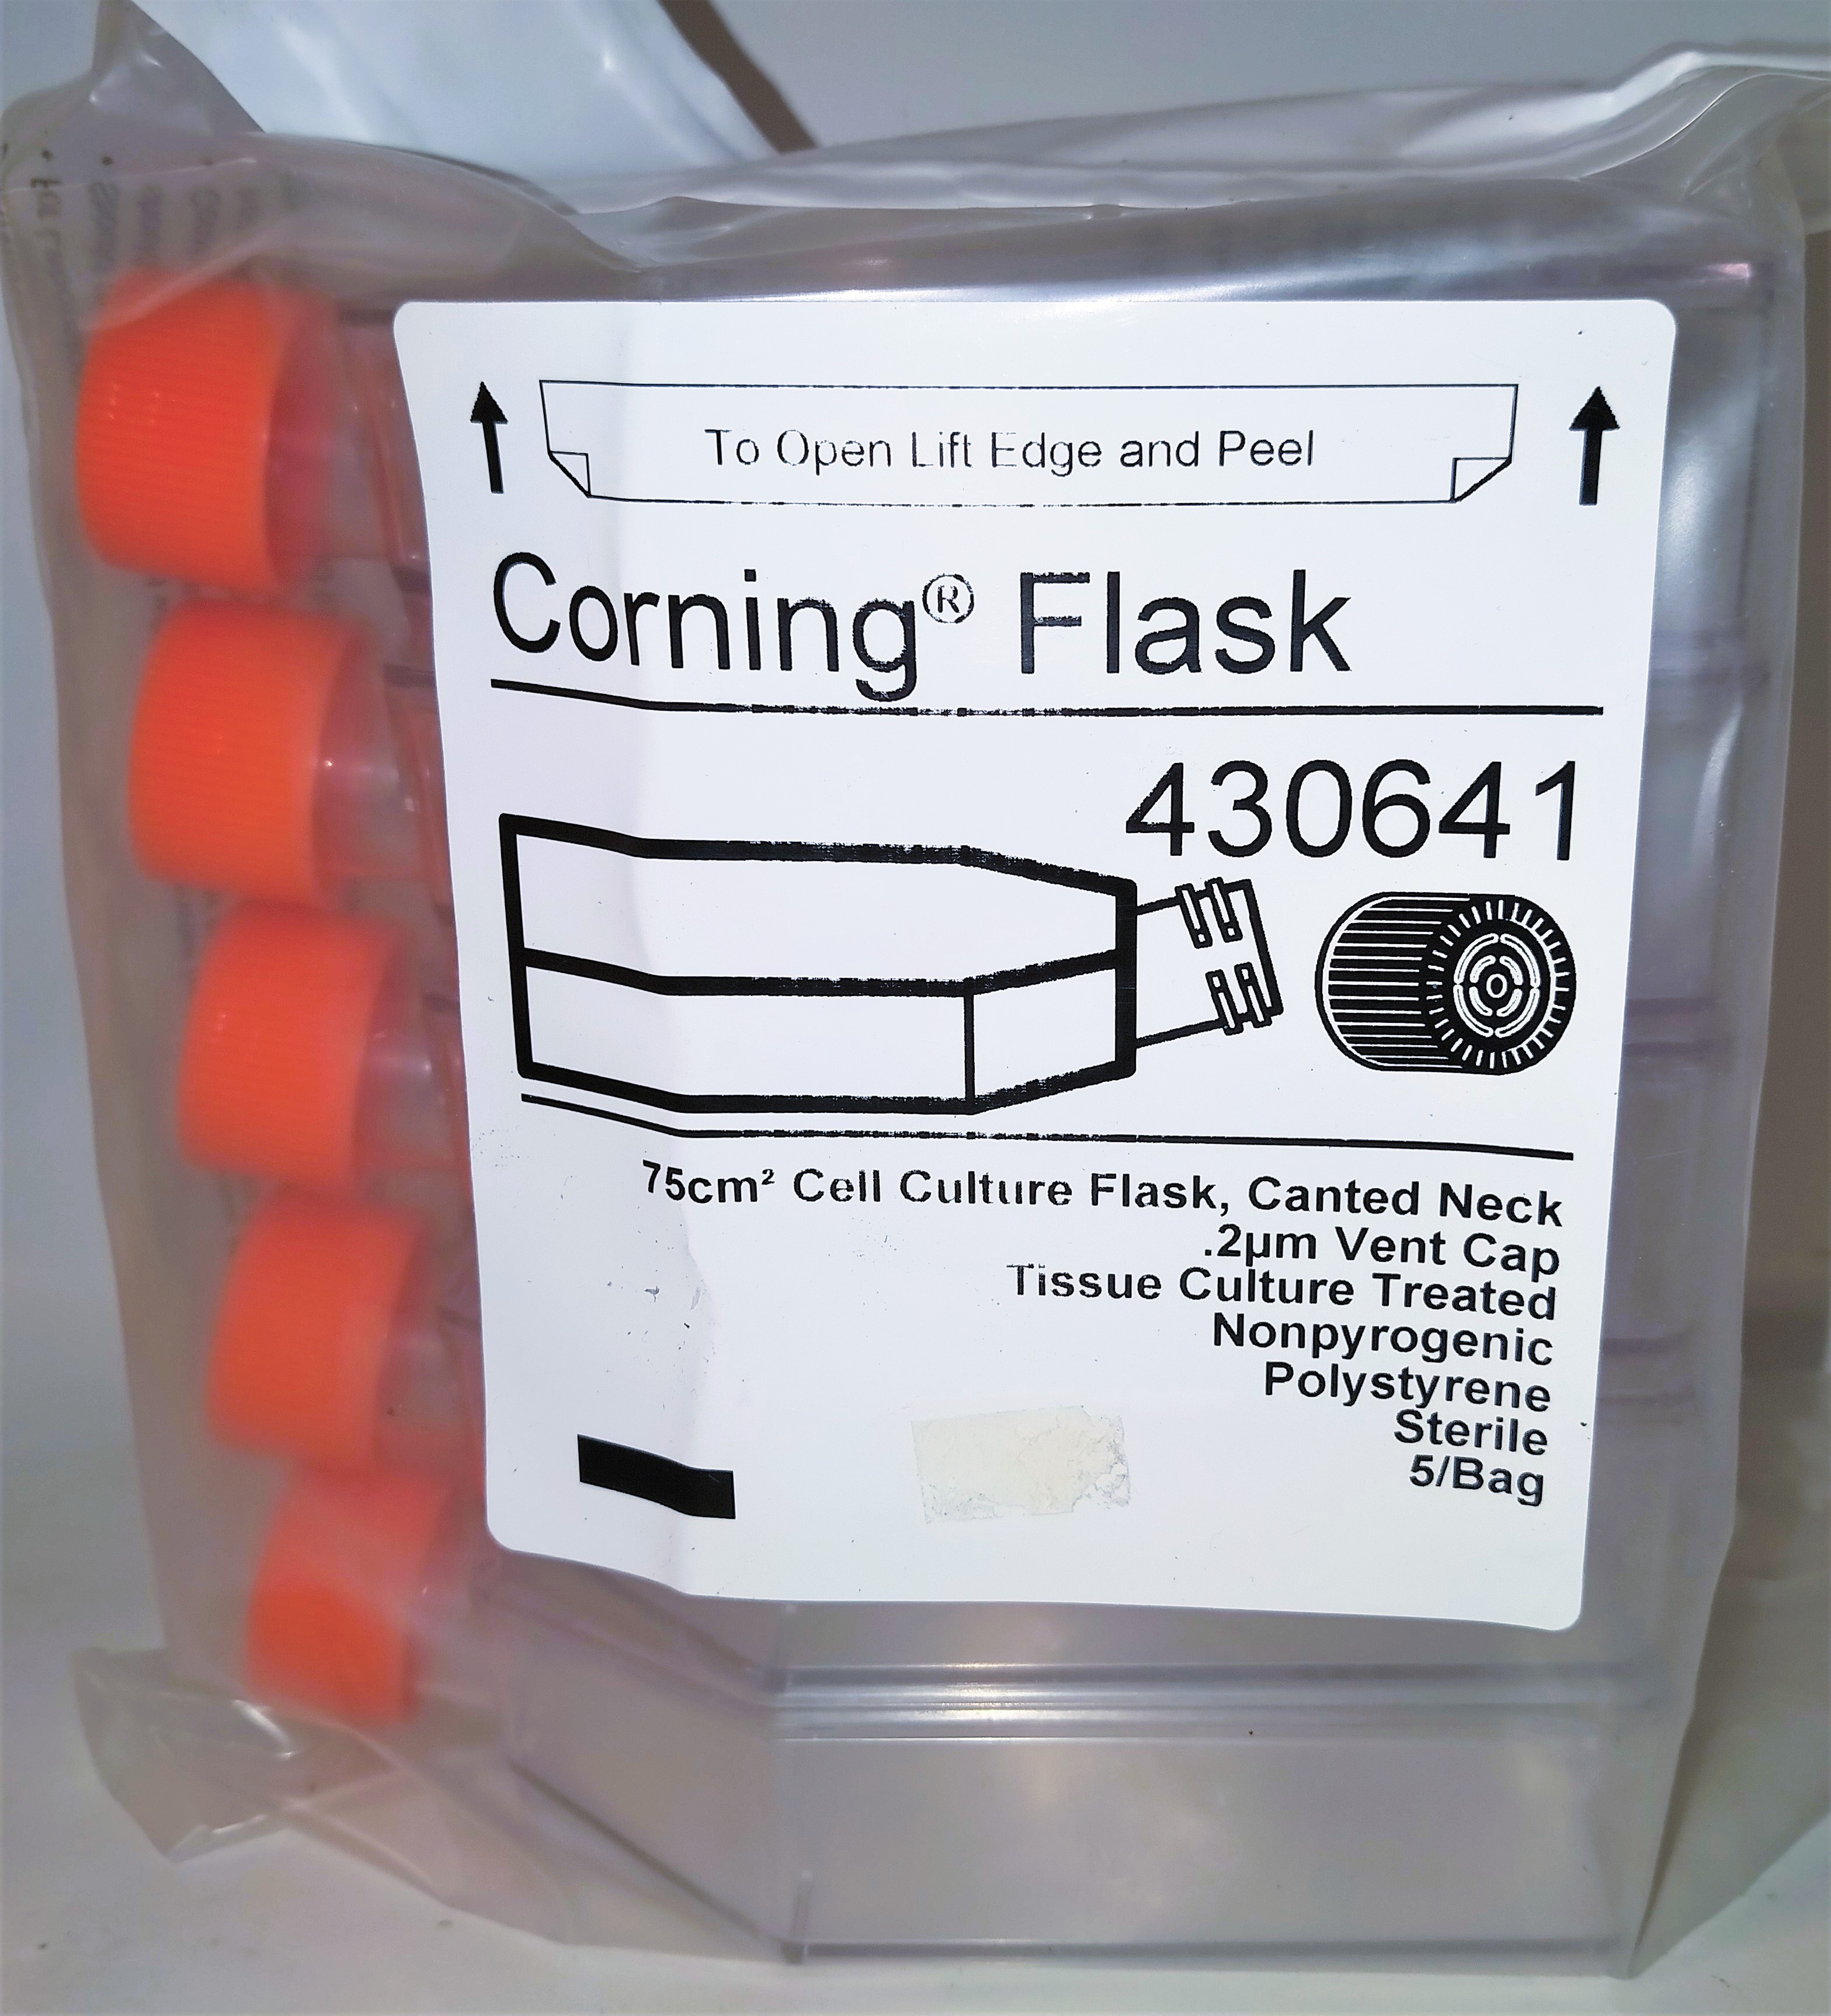 To Open Lift Edge and Peel
Corning® Flask
430641
75cm² Cell Culture Flask, Canted Neck
.2µm Vent Cap
Tissue Culture Treated
Nonpyrogenic
Polystyrene
Sterile
5/Bag